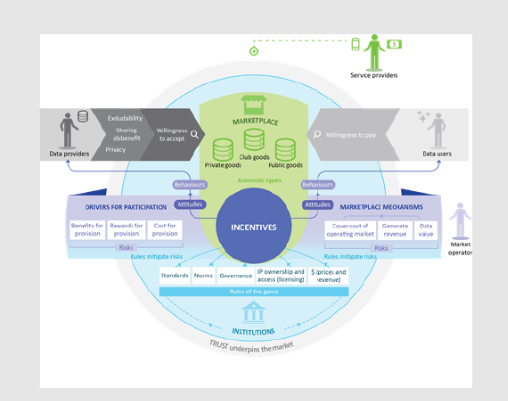 Service providers
MARKETPLACE
Excludability
Sharing
disbenefit
Privacy
Willingness
to accept
Willingness to pay
Data providers
Data users
Private goods
Club goods
Public goods
Economic types
Behaviours
Behaviours
Attitudes
Attitudes
DRIVERS FOR PARTICIPATION
MARKETPLACE MECHANISMS
INCENTIVES
Benefits for
provision
Rewards for
provision
Cost for
provision
Cover cost of
operating market
Generate
revenue
Data
value
Market
operator
Risks
Risks
Rules mitigate risks
Rules mitigate risks
Standards
Norms
Governance
IP ownership and
access (licensing)
$ (prices and
revenue)
Rules of the game
INSTITUTIONS
TRUST underpins the market